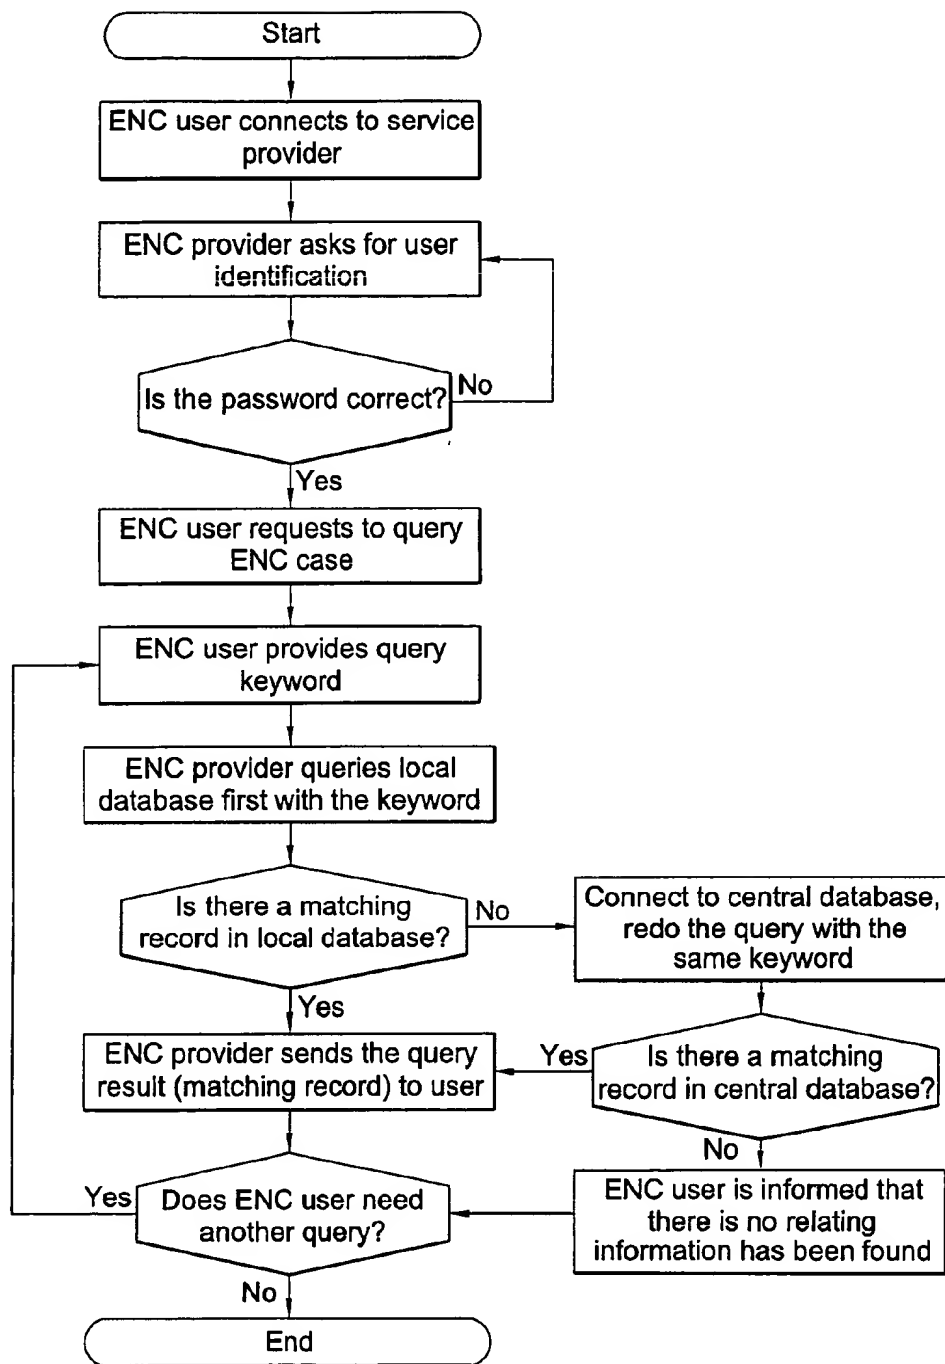 Start
ENC user connects to service
provider
ENC provider asks for user
identification
Is the password correct?
No
Yes
ENC user requests to query
ENC case
ENC user provides query
keyword
ENC provider queries local
database first with the keyword
Is there a matching
record in local database?
No
Connect to central database,
redo the query with the
same keyword
Yes
ENC provider sends the query
result (matching record) to user
Yes
Is there a matching
record in central database?
No
ENC user is informed that
there is no relating
information has been found
Does ENC user need
another query?
Yes
No
End